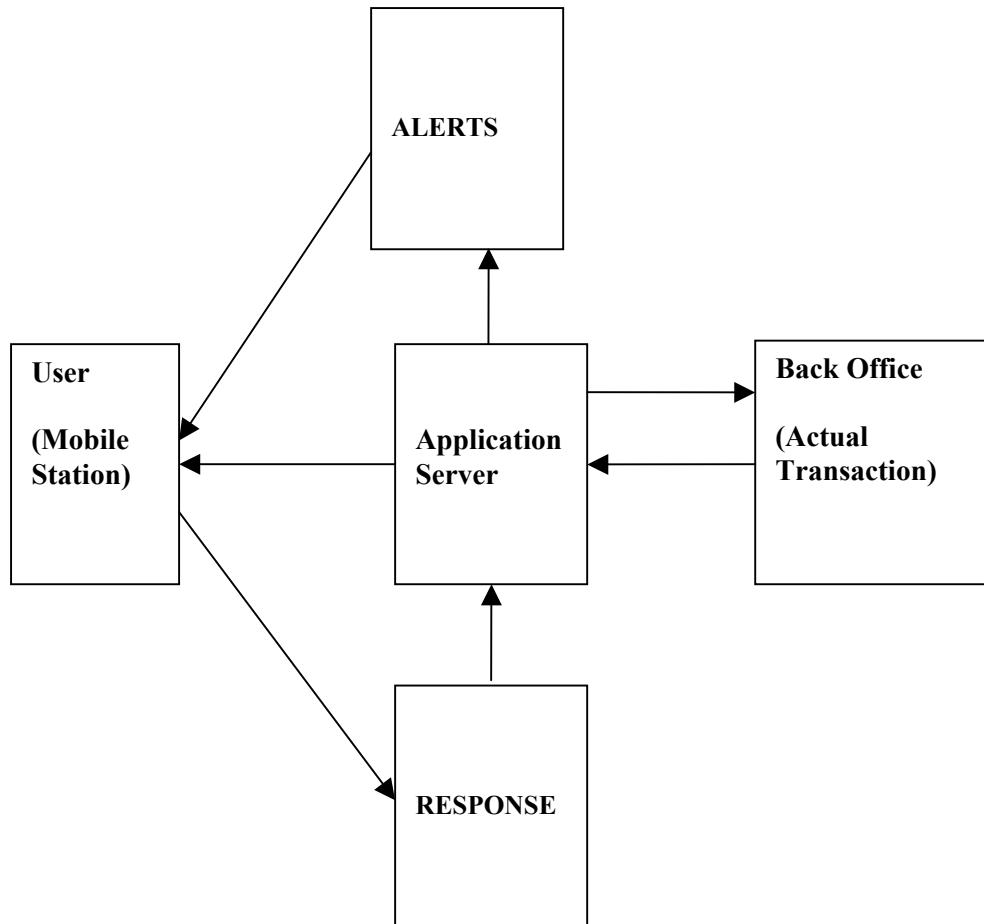 ALERTS
User
(Mobile
Station)
Application
Server
Back Office
(Actual
Transaction)
RESPONSE